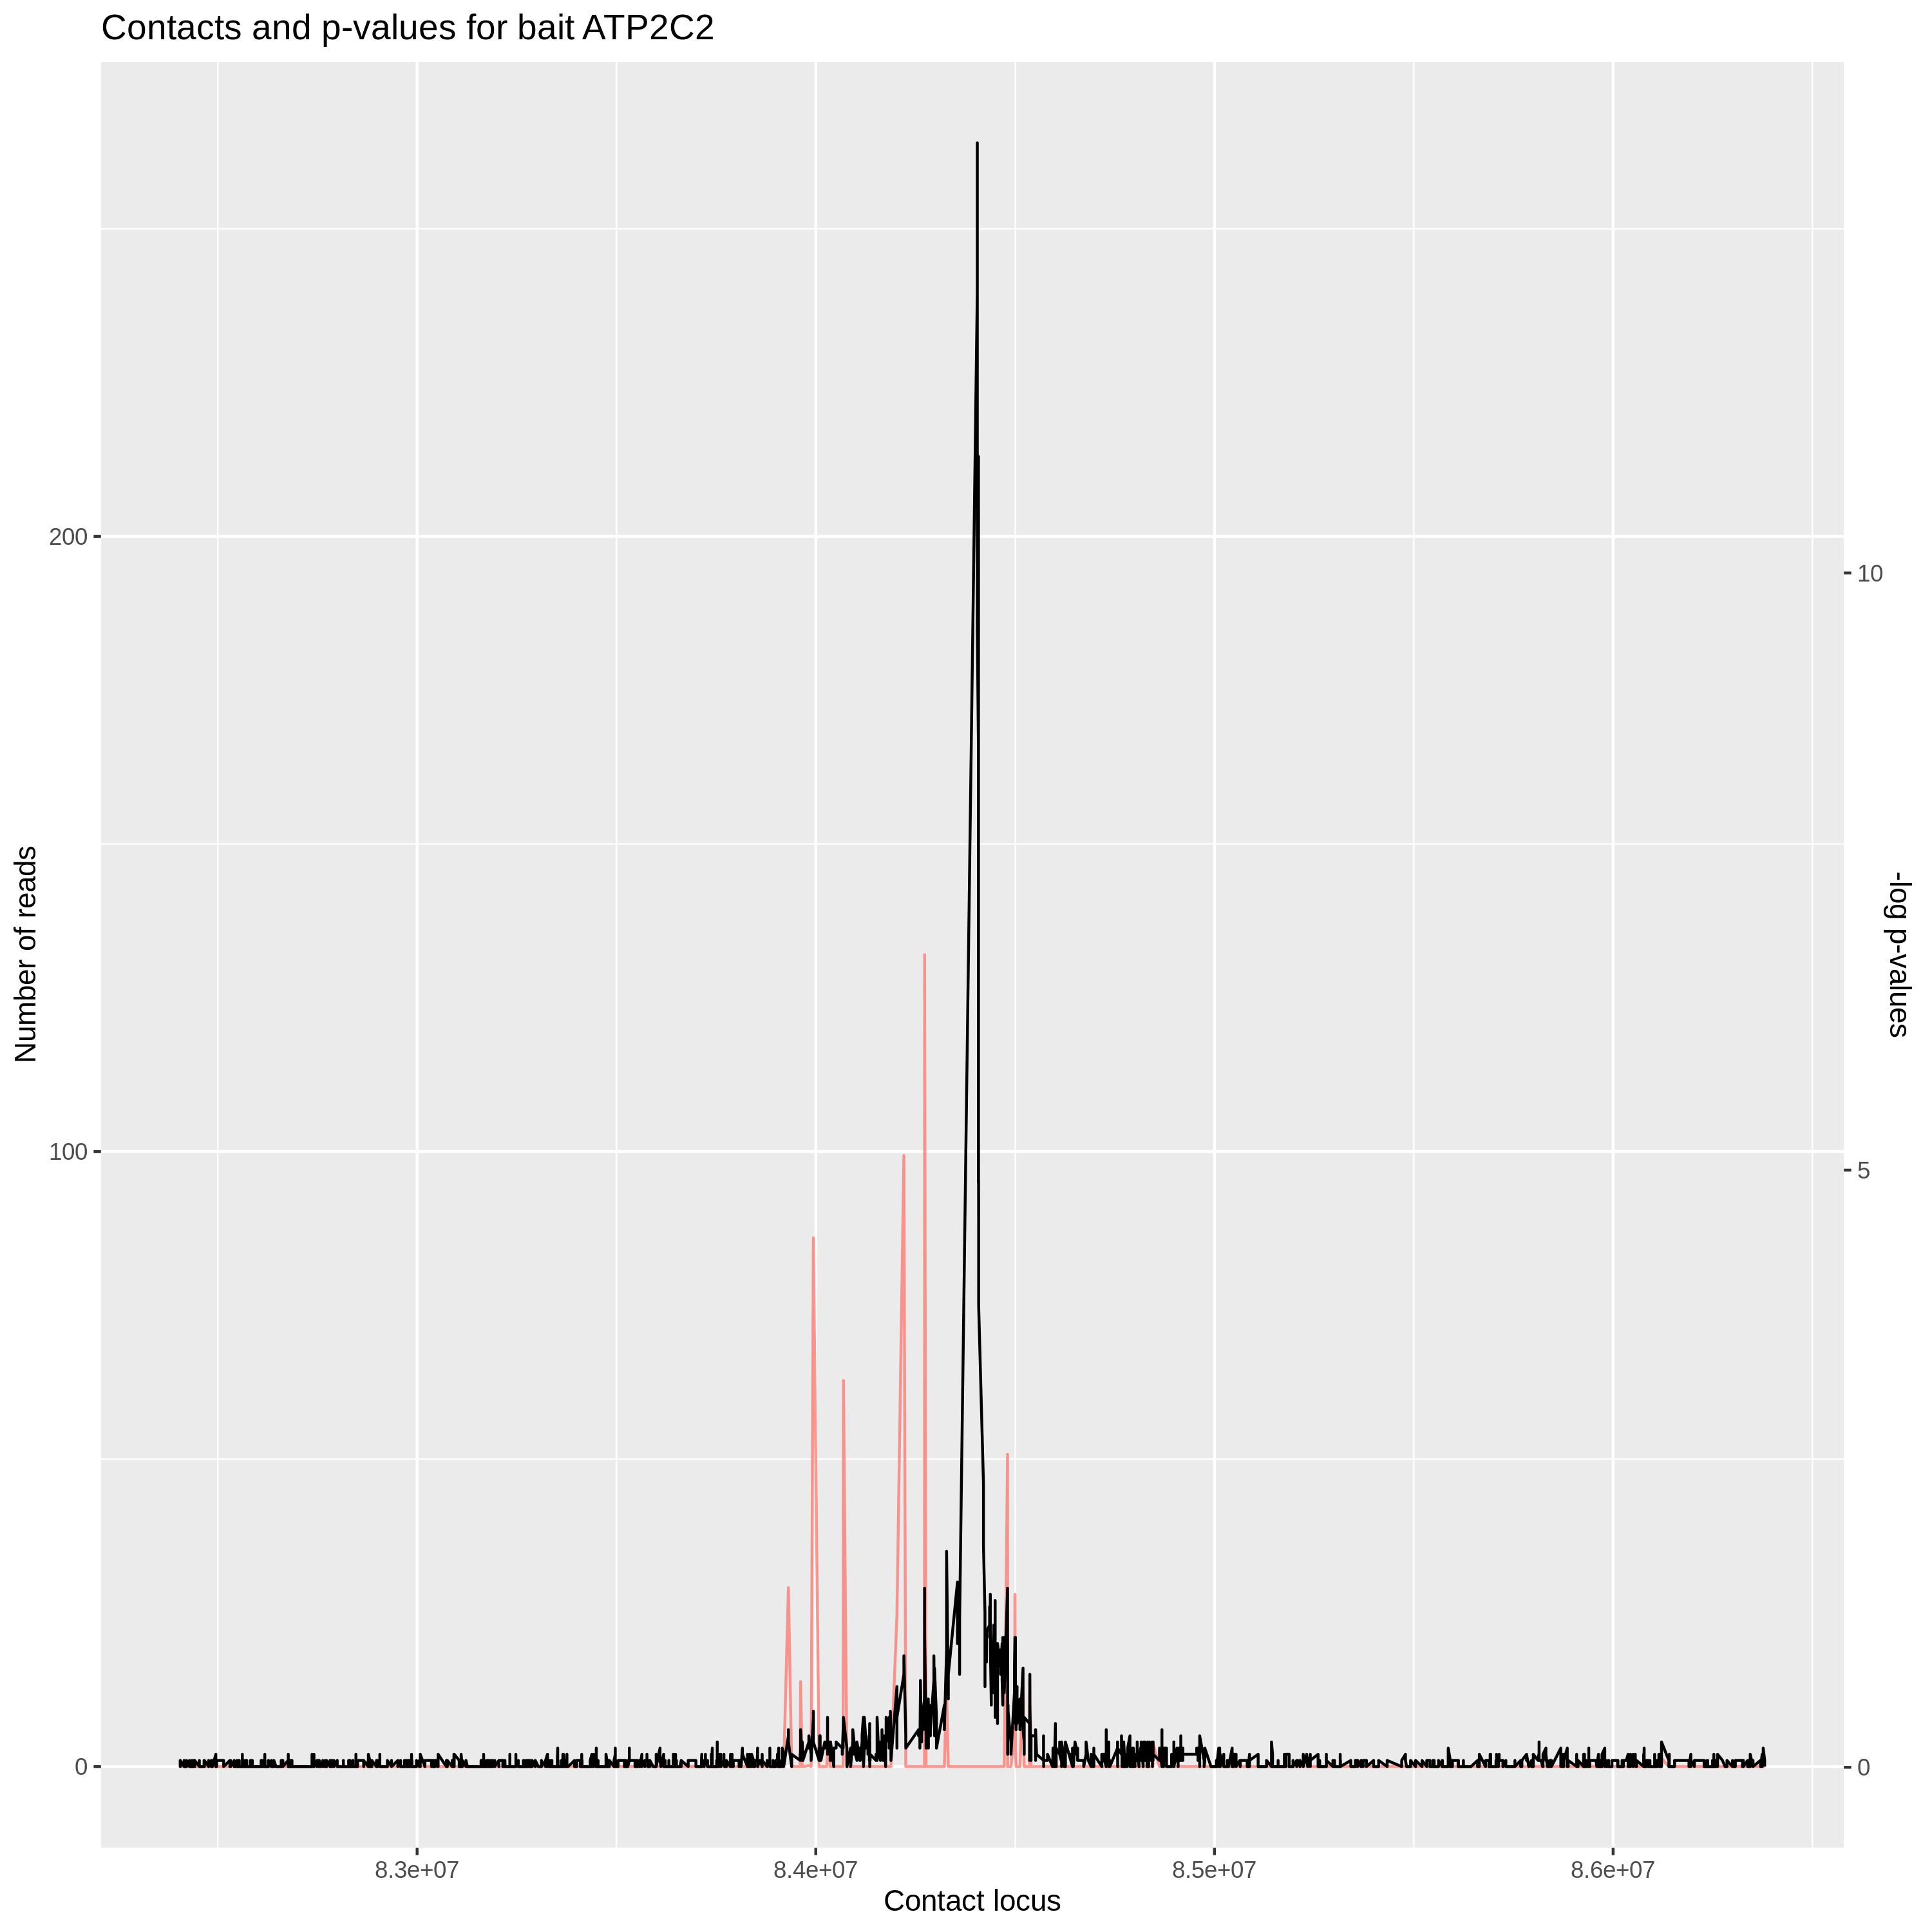 Contacts and p-values for bait ATP2C2
Number of reads
200
100
0
10
5
0
-log p-values
8.3e+07
8.4e+07
8.5e+07
8.6e+07
Contact locus